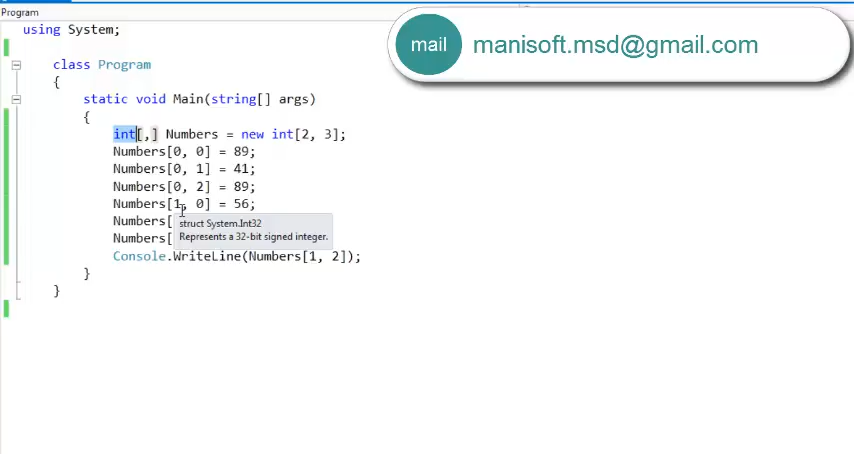 Program
mail manisoft.msd@gmail.com
using System;
class Program
{
static void Main(string[] args)
{
int[,] Numbers = new int[2, 3];
Numbers[0, 0] = 89;
Numbers[0, 1] = 41;
Numbers[0, 2] = 89;
Numbers[1, 0] = 56;
Numbers[
struct System.Int32
Numbers[
Represents a 32-bit signed integer.
Console.WriteLine(Numbers[1, 2]);
}
}